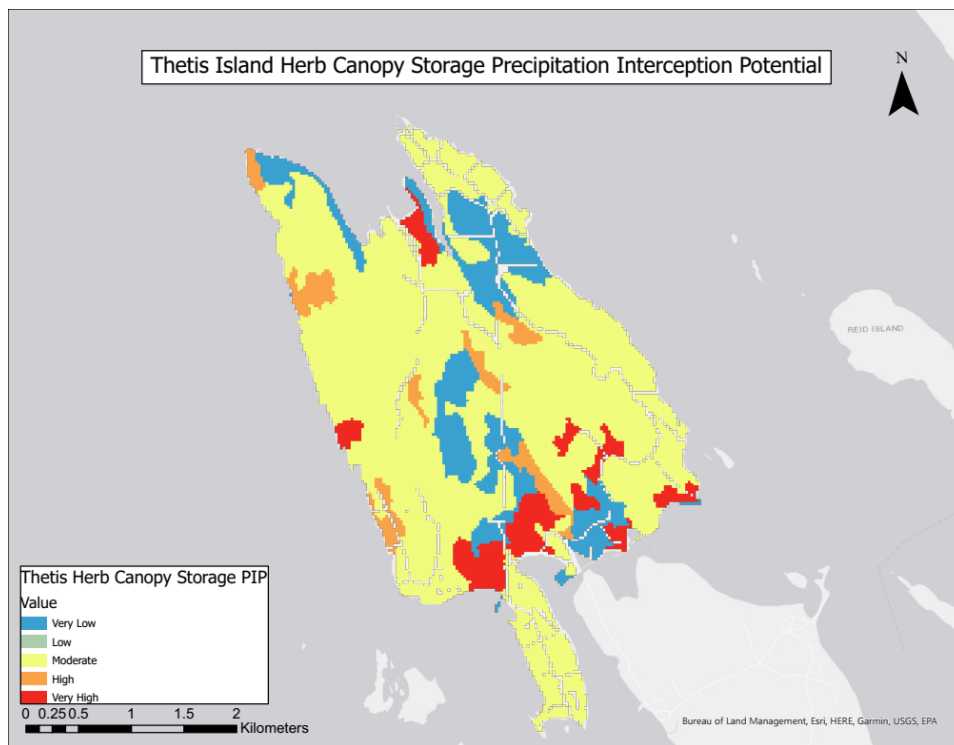 Thetis Island Herb Canopy Storage Precipitation Interception Potential
N
REID ISLAND
Thetis Herb Canopy Storage PIP
Value
Very Low
Low
Moderate
High
Very High
0 0.25 0.5 1 1.5 2
Kilometers
Bureau of Land Management, Esri, HERE, Garmin, USGS, EPA